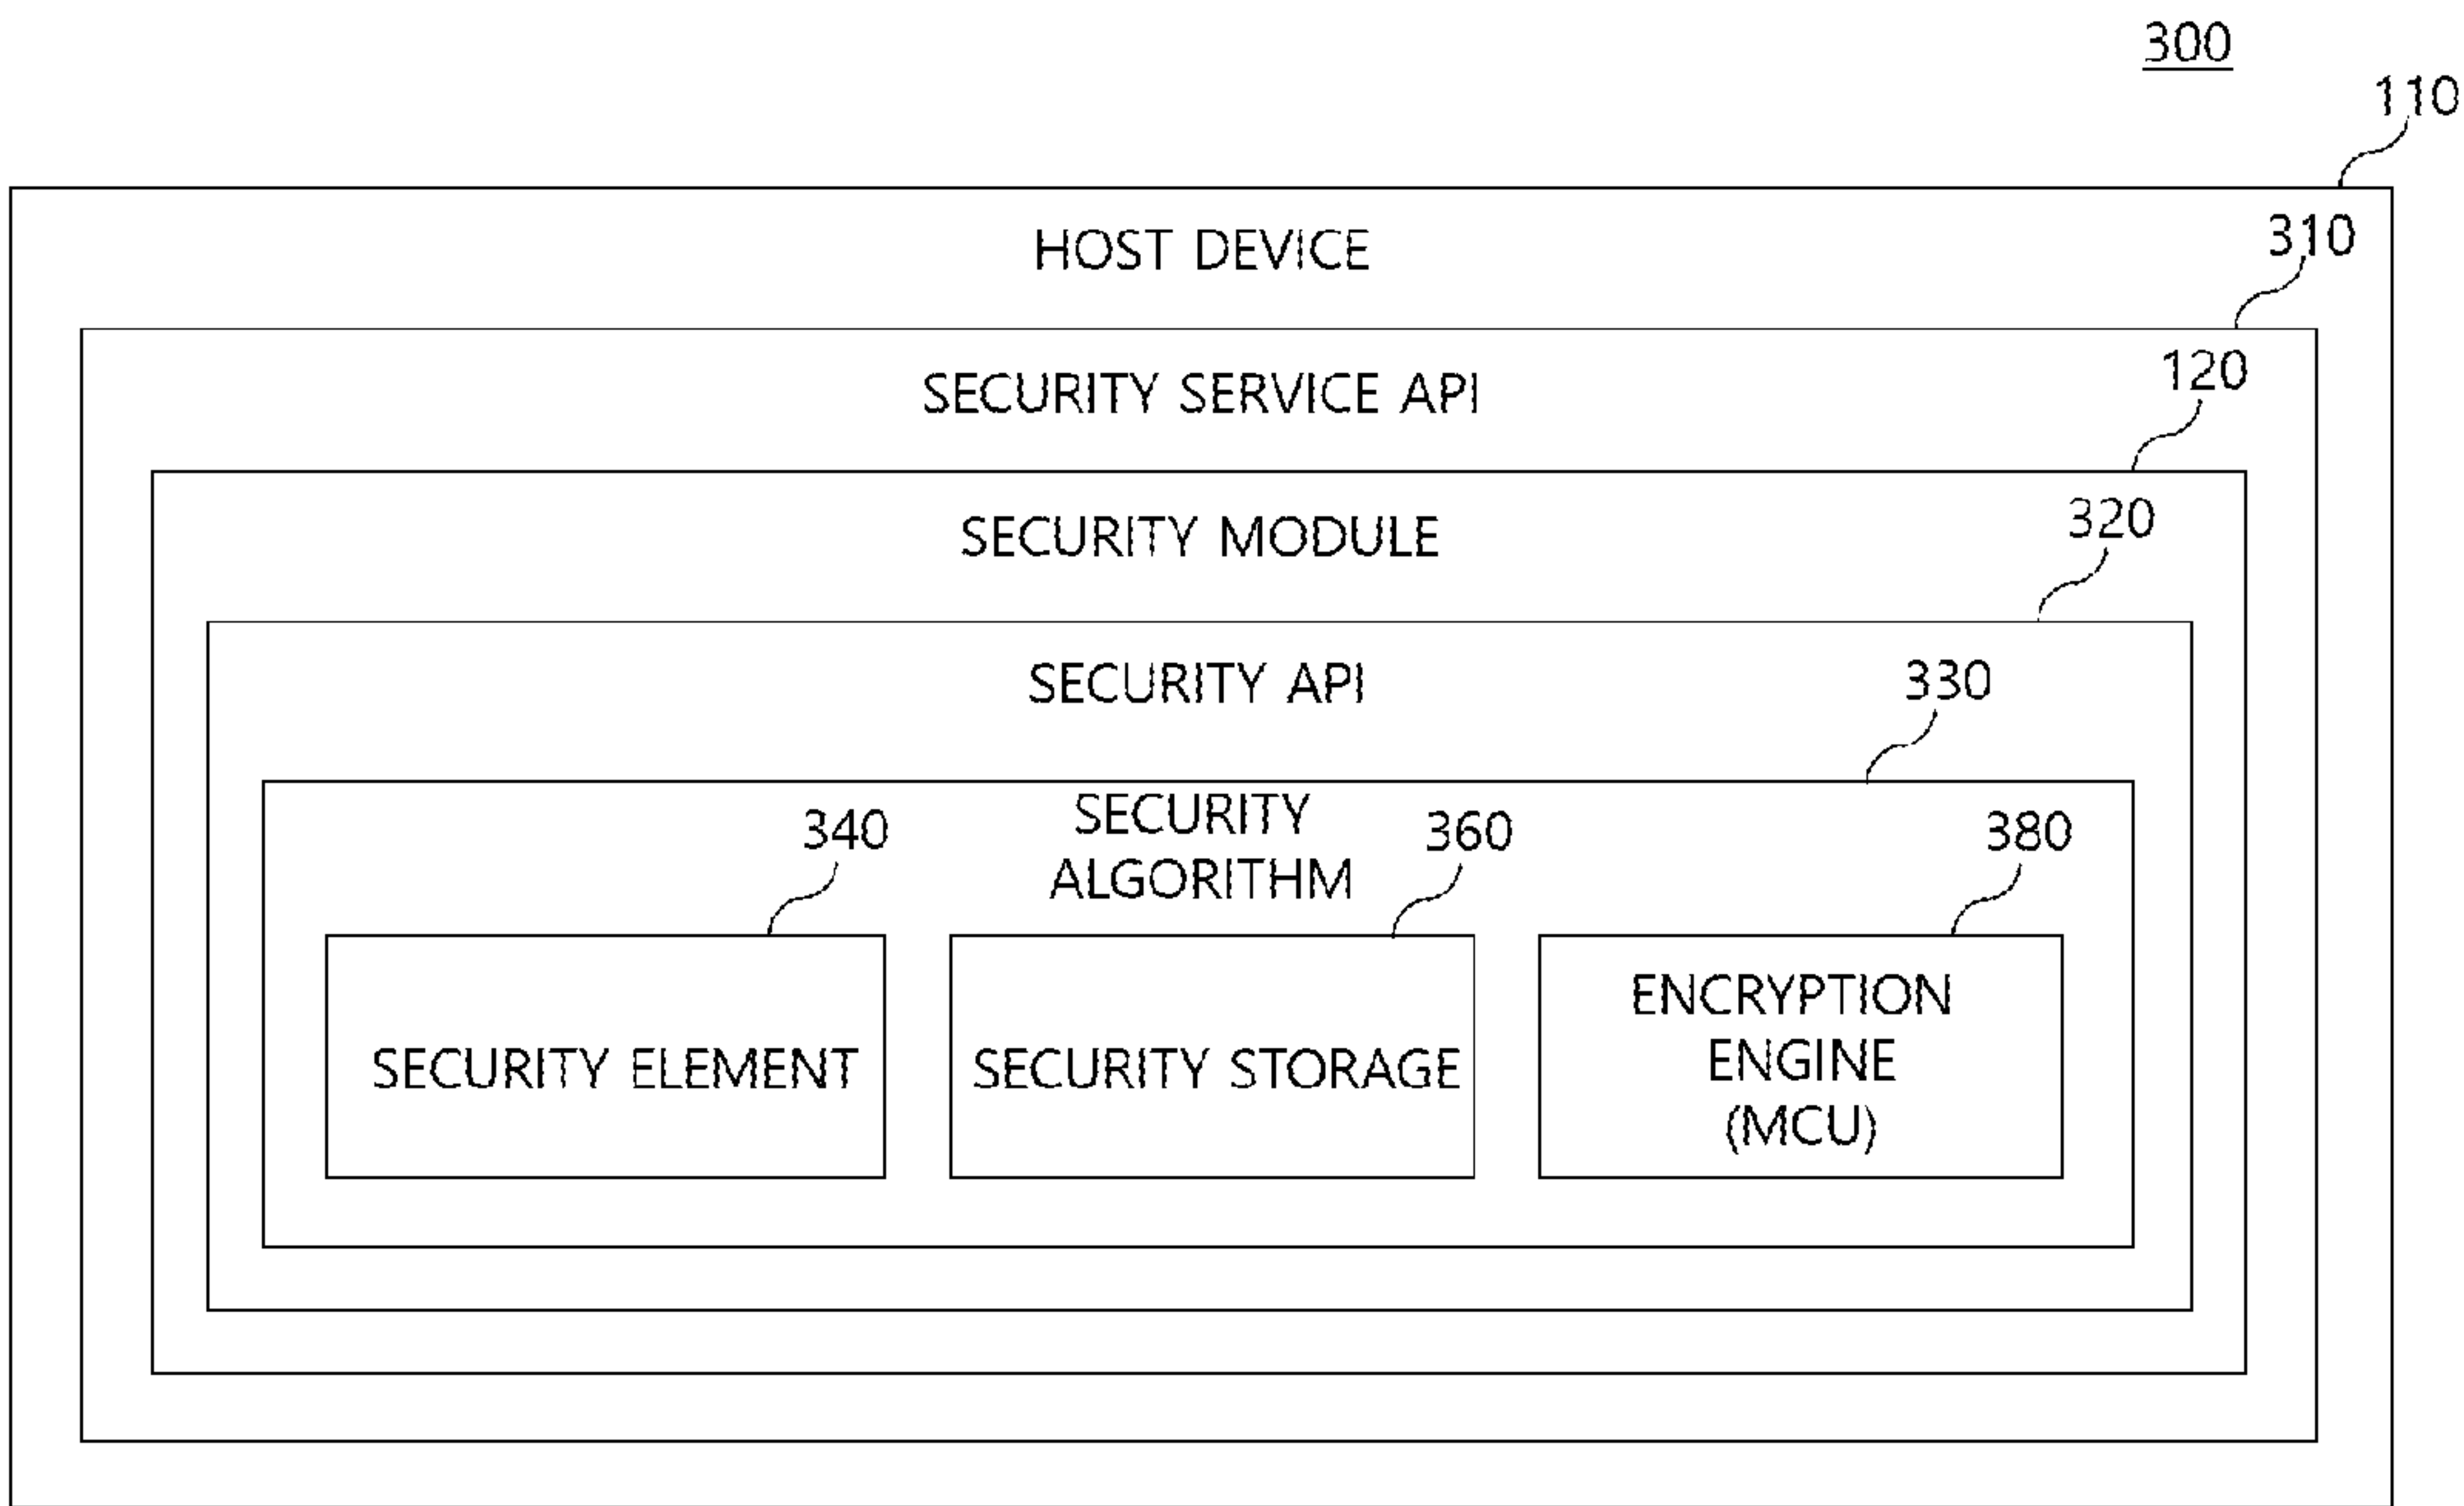 300
110
HOST DEVICE
310
SECURITY SERVICE API
120
SECURITY MODULE
320
SECURITY API
330
SECURITY
ALGORITHM
340
360
380
SECURITY ELEMENT
SECURITY STORAGE
ENCRYPTION
ENGINE
(MCU)